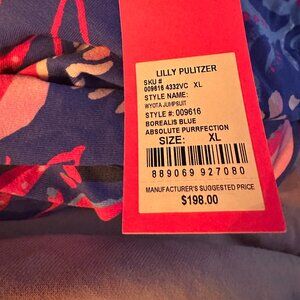 LILLY PULITZER
SKU #
009616 4332VC XL
STYLE NAME:
WYOTA JUMPSUIT
STYLE #: 009616
BOREALIS BLUE
ABSOLUTE PURRFECTION
SIZE: XL
889069 927080
MANUFACTURER'S SUGGESTED PRICE
$198.00